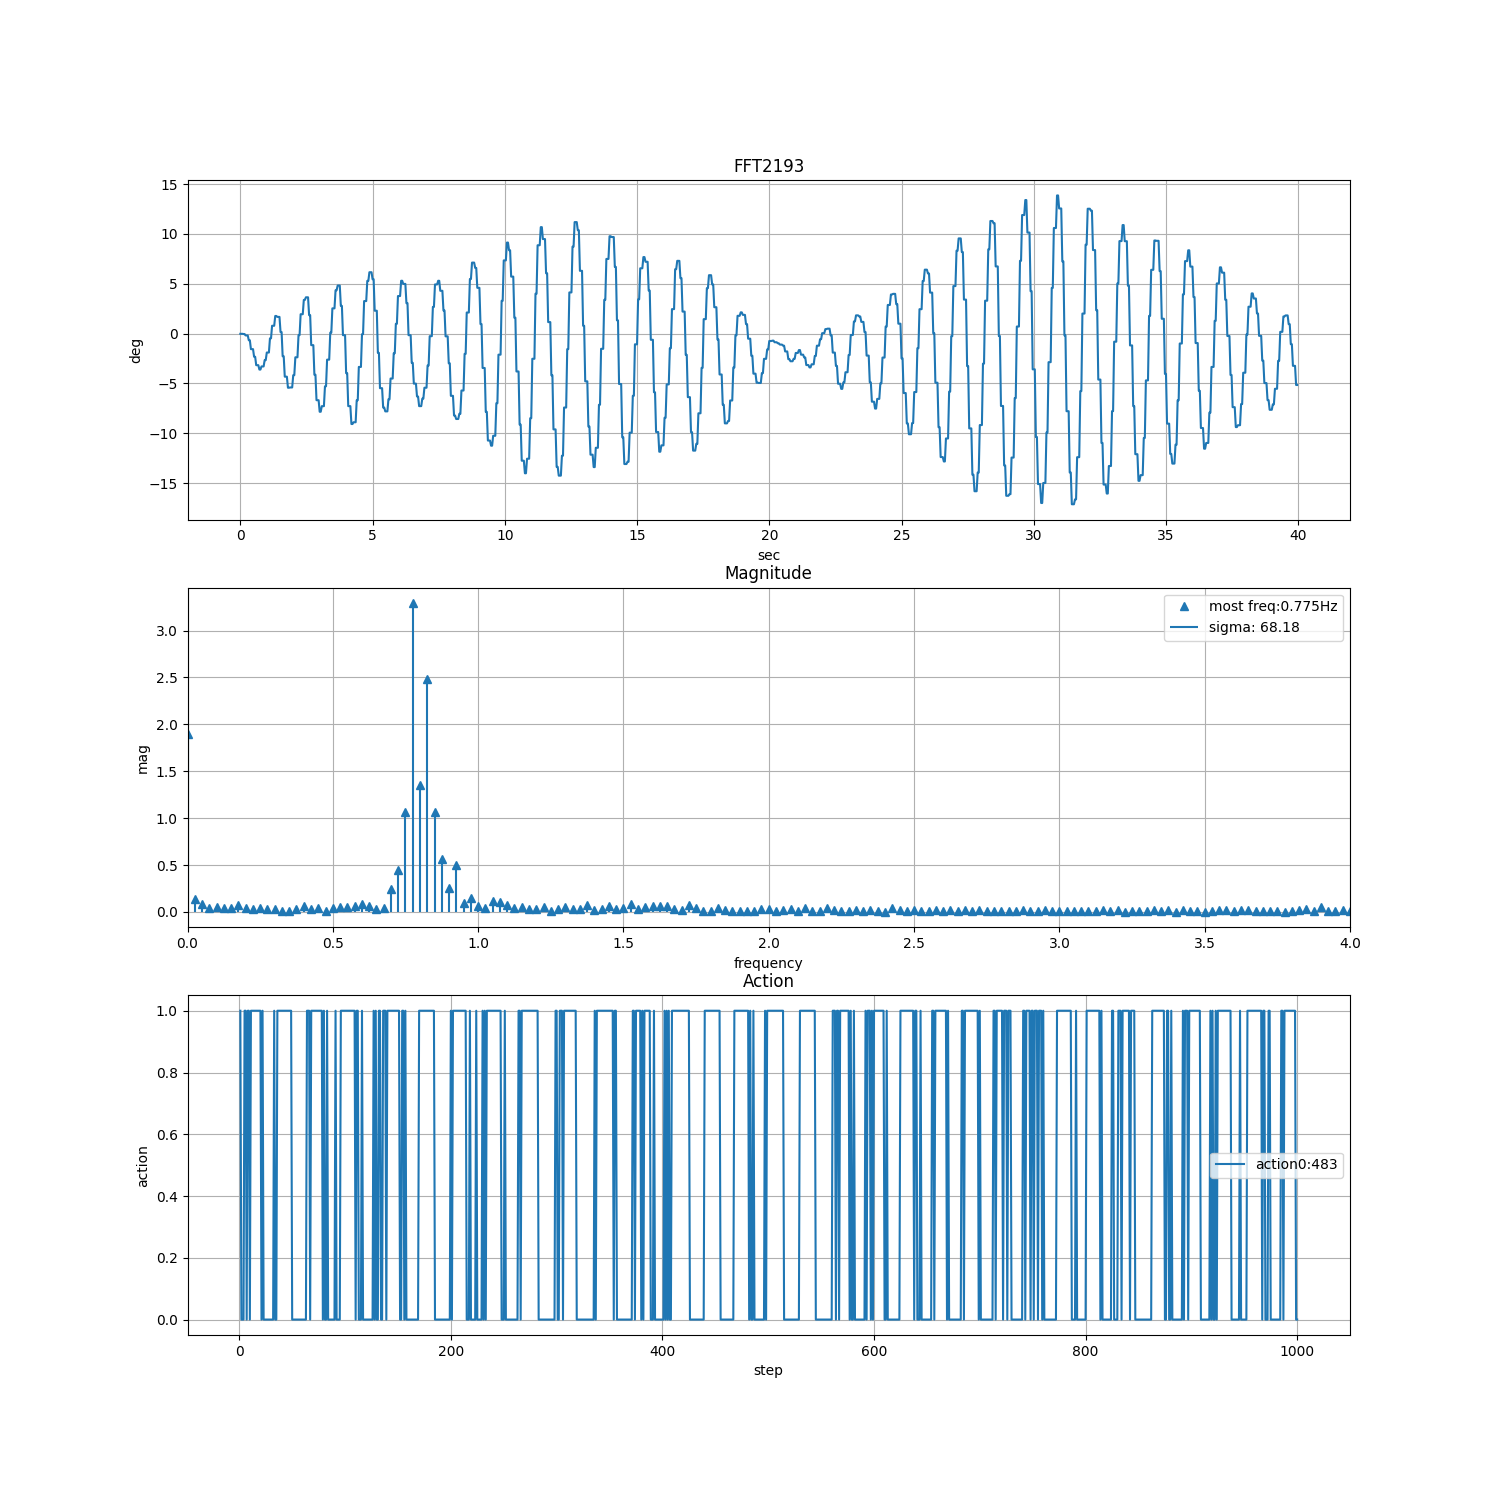 FFT2193
15
10
5
0
−5
−10
−15
deg
0 5 10 15 20 25 30 35 40
sec
Magnitude
most freq:0.775Hz
sigma: 68.18
3.0
2.5
2.0
1.5
1.0
0.5
0.0
mag
0.0 0.5 1.0 1.5 2.0 2.5 3.0 3.5 4.0
frequency
Action
1.0
0.8
0.6
0.4
0.2
0.0
action
action0:483
0 200 400 600 800 1000
step